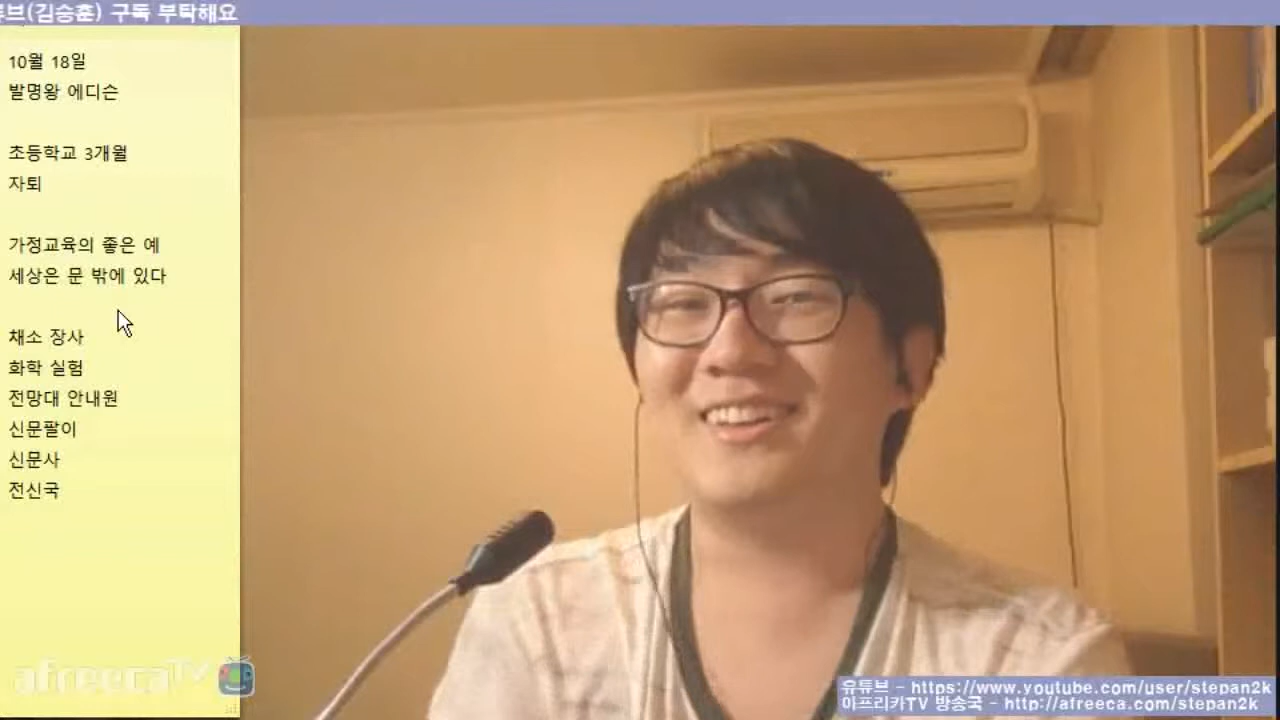 튜브(김승훈) 구독 부탁해요
10월 18일
발명왕 에디슨
초등학교 3개월
자퇴
가정교육의 좋은 예
세상은 문 밖에 있다
채소 장사
화학 실험
전망대 안내원
신문팔이
신문사
전신국
afreecaTV
유튜브 - https://www.youtube.com/user/stepan2k
아프리카TV 방송국 - http://afreeca.com/stepan2k